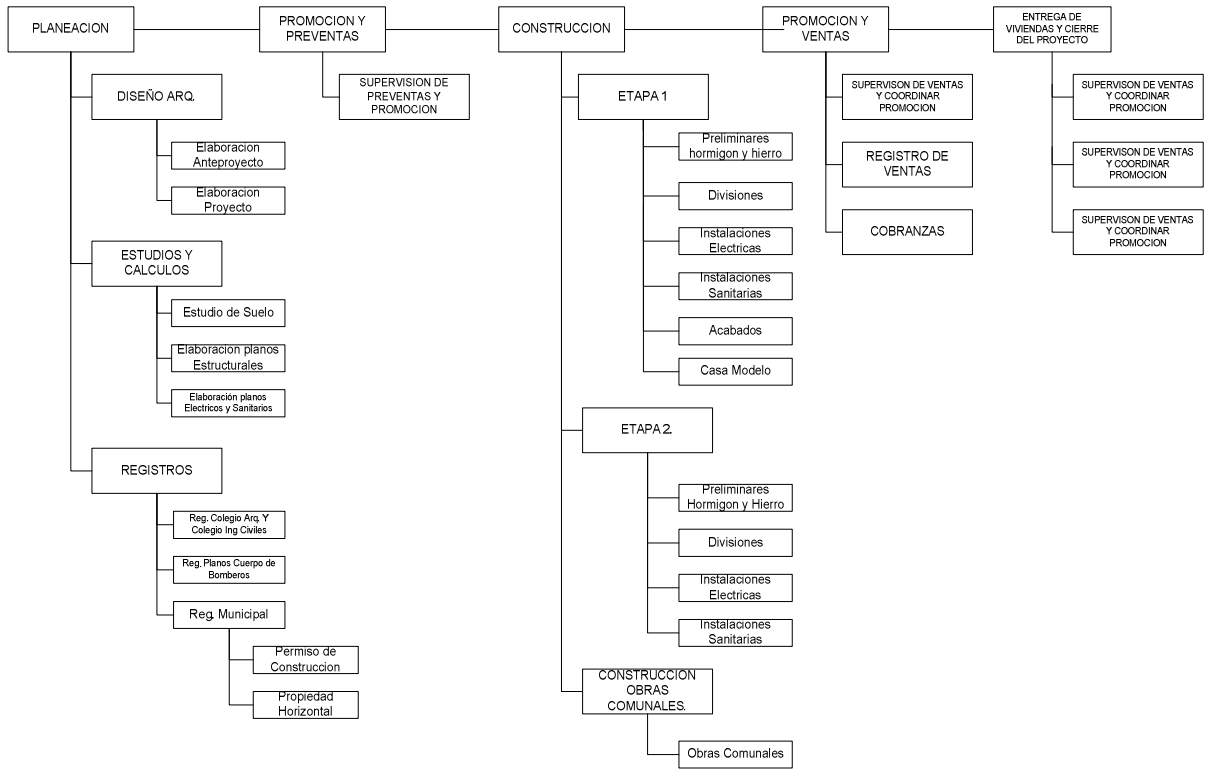 PLANEACION
DISEÑO ARQ.
Elaboracion
Anteproyecto
Elaboracion
Proyecto
ESTUDIOS Y
CALCULOS
Estudio de Suelo
Elaboracion planos
Estructurales
Elaboración planos
Electricos y Sanitarios
REGISTROS
Reg. Colegio Arq. Y
Colegio Ing Civiles
Reg. Planos Cuerpo de
Bomberos
Reg. Municipal
Permiso de
Construccion
Propiedad
Horizontal
PROMOCION Y
PREVENTAS
SUPERVISION DE
PREVENTAS Y
PROMOCION
CONSTRUCCION
ETAPA 1
Preliminares
hormigon y hierro
Divisiones
Instalaciones
Electricas
Instalaciones
Sanitarias
Acabados
Casa Modelo
ETAPA 2.
Preliminares
Hormigon y Hierro
Divisiones
Instalaciones
Electricas
Instalaciones
Sanitarias
CONSTRUCCION
OBRAS
COMUNALES.
Obras Comunales
PROMOCION Y
VENTAS
SUPERVISON DE VENTAS
Y COORDINAR
PROMOCION
REGISTRO DE
VENTAS
COBRANZAS
ENTREGA DE
VIVIENDAS Y CIERRE
DEL PROYECTO
SUPERVISON DE VENTAS
Y COORDINAR
PROMOCION
SUPERVISON DE VENTAS
Y COORDINAR
PROMOCION
SUPERVISON DE VENTAS
Y COORDINAR
PROMOCION